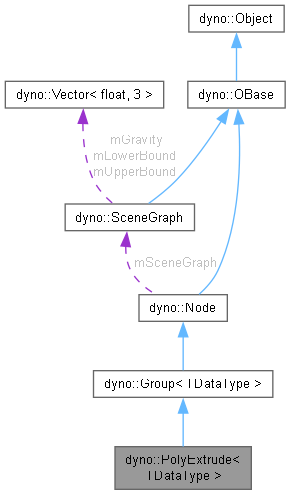 dyno::Object
dyno::Vector< float, 3 >
dyno::OBase
mGravity
mLowerBound
mUpperBound
dyno::SceneGraph
mSceneGraph
dyno::Node
dyno::Group< TDataType >
dyno::PolyExtrude<
TDataType >